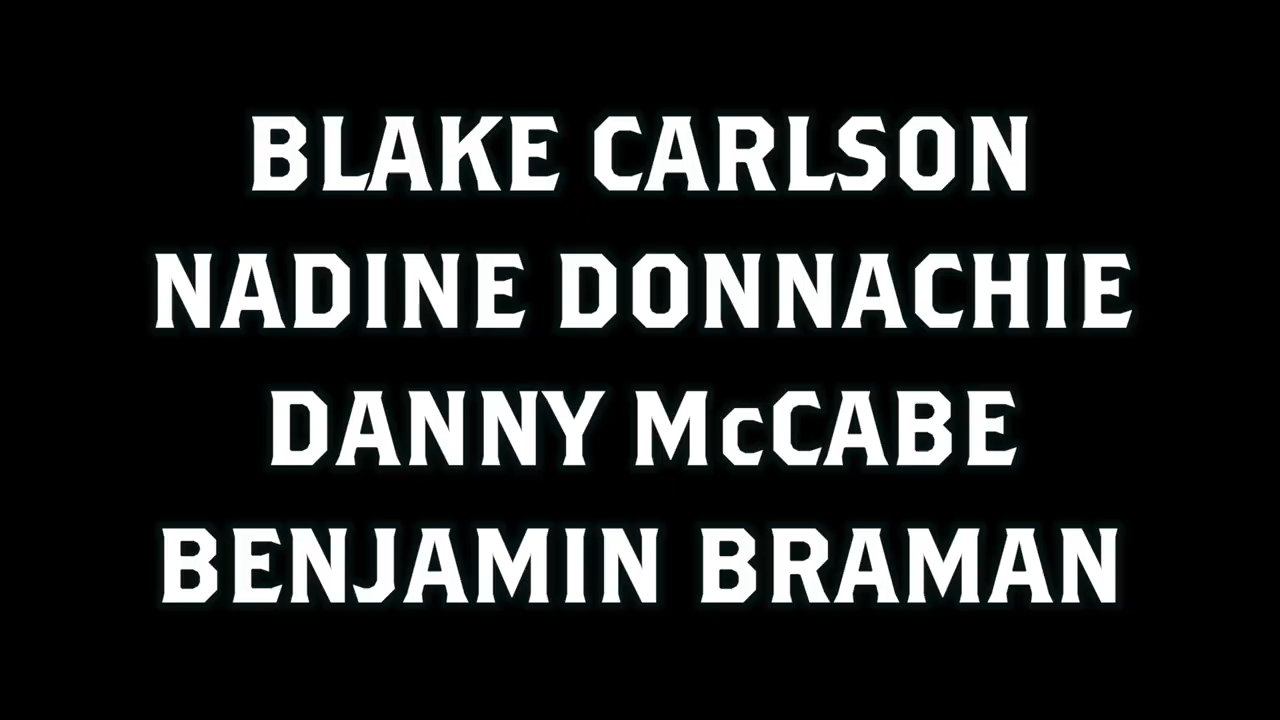 BLAKE CARLSON
NADINE DONNACHIE
DANNY McCABE
BENJAMIN BRAMAN